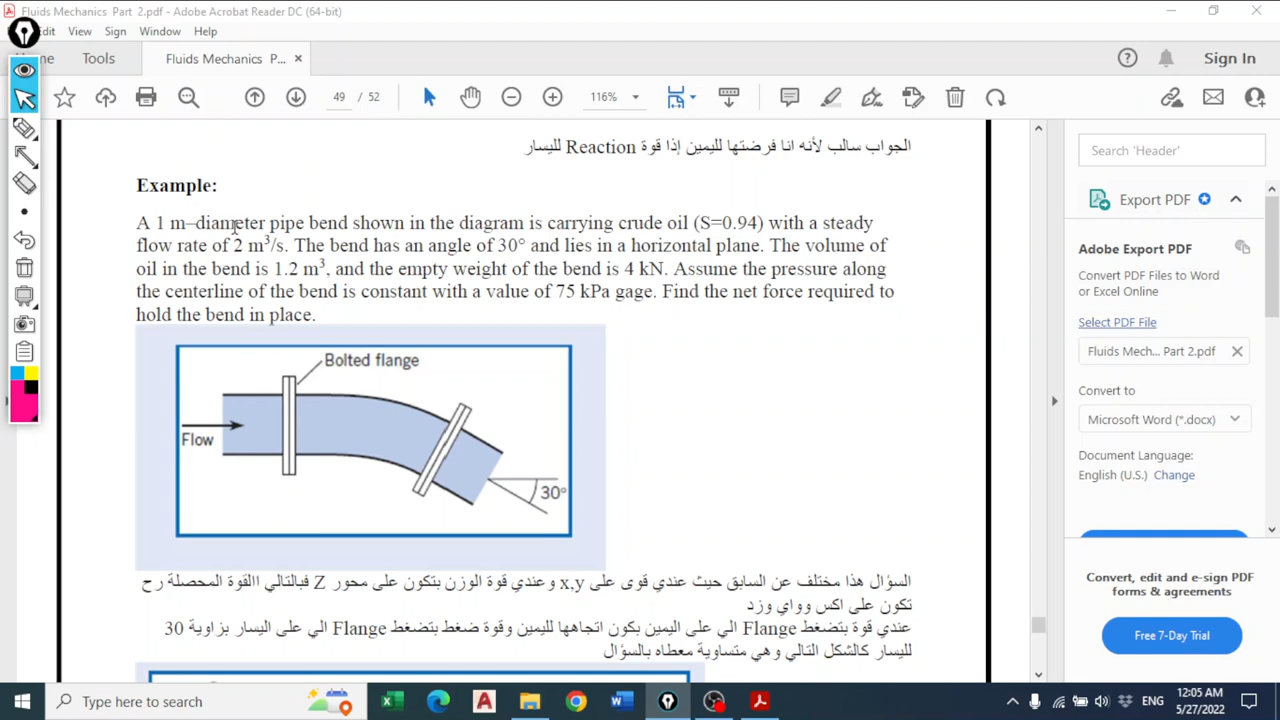 Fluids Mechanics Part 2.pdf - Adobe Acrobat Reader DC (64-bit)
Edit View Sign Window Help
Home Tools Fluids Mechanics P... × Sign In
49 / 52 116%
الجواب سالب لأنه انا فرضتها لليمين إذا قوة Reaction لليسار
Example:
A 1 m–diameter pipe bend shown in the diagram is carrying crude oil (S=0.94) with a steady
flow rate of 2 m³/s. The bend has an angle of 30° and lies in a horizontal plane. The volume of
oil in the bend is 1.2 m³, and the empty weight of the bend is 4 kN. Assume the pressure along
the centerline of the bend is constant with a value of 75 kPa gage. Find the net force required to
hold the bend in place.
Bolted flange
Flow
30°
السؤال هذا مختلف عن السابق حيث عندي قوى على x,y وعندي قوة الوزن بتكون على محور Z فبالتالي االقوة المحصلة رح
تكون على اكس وواي وزد
عندي قوة بتضغط Flange الي على اليمين بكون اتجاهها لليمين وقوة ضغط بتضغط Flange الي على اليسار بزاوية 30
لليسار كالشكل التالي وهي متساوية معطاه بالسؤال
Search 'Header'
Export PDF
Adobe Export PDF
Convert PDF Files to Word
or Excel Online
Select PDF File
Fluids Mech... Part 2.pdf
Convert to
Microsoft Word (*.docx)
Document Language:
English (U.S.) Change
Convert, edit and e-sign PDF
forms & agreements
Free 7-Day Trial
Type here to search
ENG
12:05 AM
5/27/2022